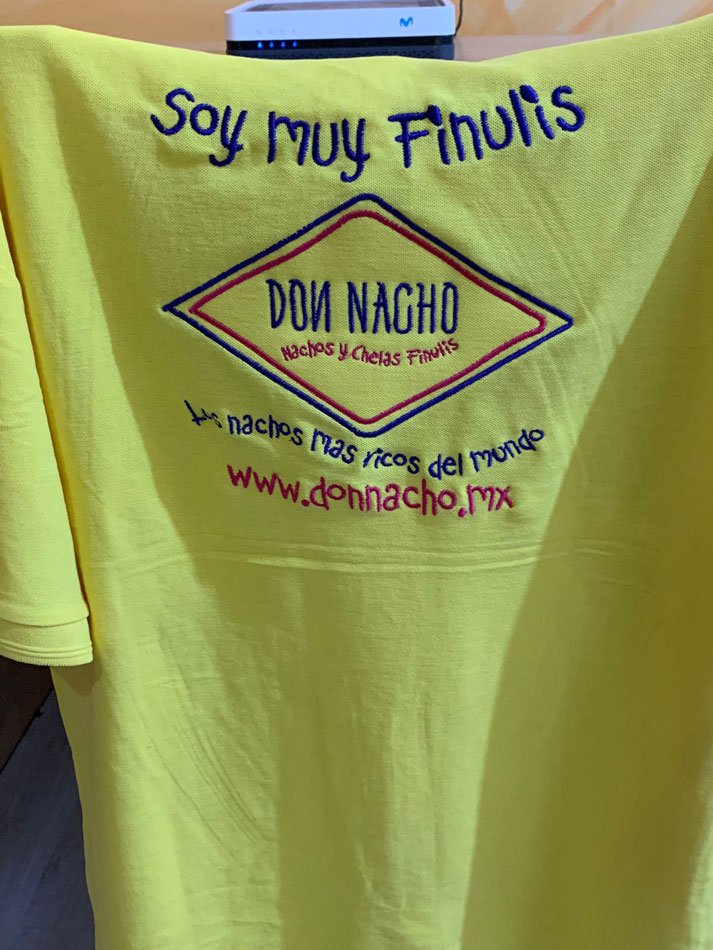 Soy muy Finulis
DON NACHO
Nachos y Chelas Finulis
Los nachos mas ricos del mundo
www.donnacho.mx